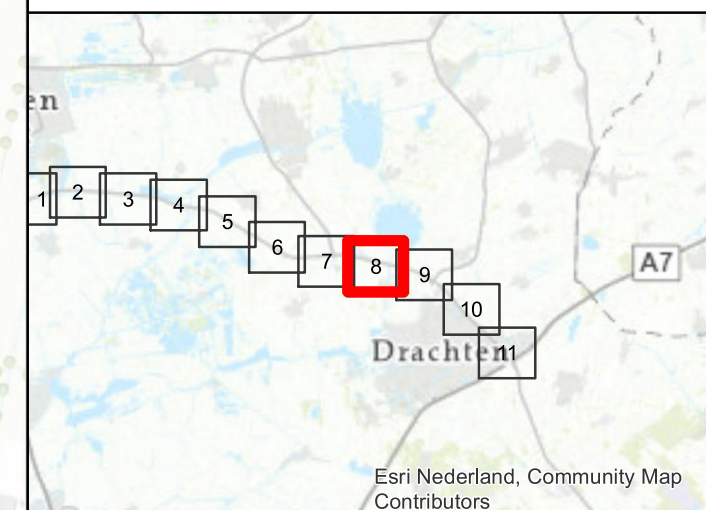 en
1
2
3
4
5
6
7
8
9
10
11
A7
Drachten
Esri Nederland, Community Map
Contributors